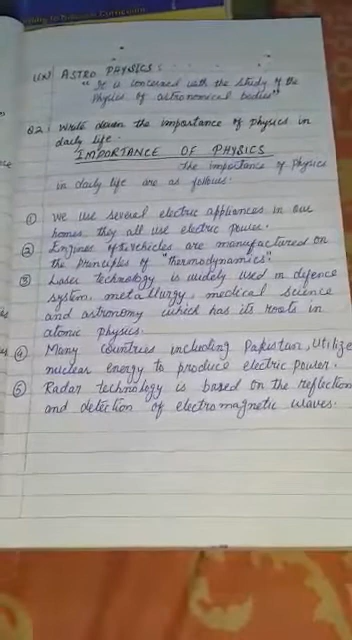 UN) ASTRO PHYSICS:
"It is concerned with the study of the
Physics of astronomical bodies"
Q2: Write down the importance of physics in
daily life.
IMPORTANCE OF PHYSICS
The importance of Physics
in daily life are as follows:
① We use several electric appliances in our
homes they all use electric power.
② Engines of vehicles are manufactured on
the principles of "thermodynamics".
③ Laser technology is widely used in defence
system, metallurgy, medical science
and astronomy which has its roots in
atomic physics.
④ Many countries including Pakistan, Utilize
nuclear energy to produce electric power.
⑤ Radar technology is based on the reflection
and detection of electromagnetic waves.